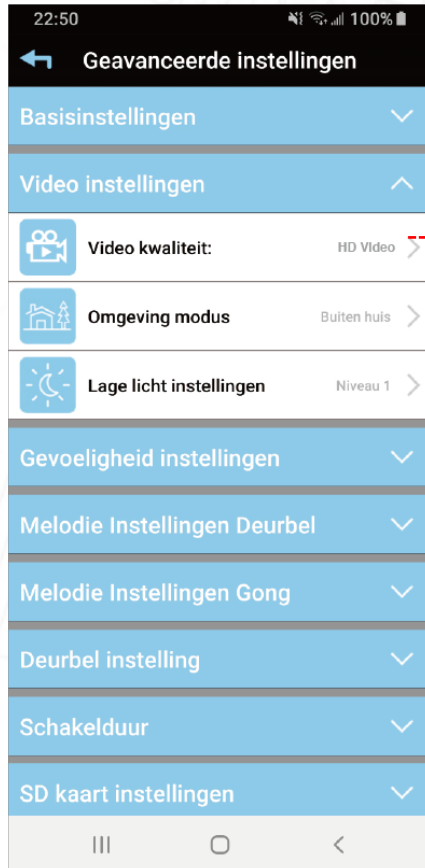 22:50 100%
Geavanceerde instellingen
Basisinstellingen
Video instellingen
Video kwaliteit: HD Video
Omgeving modus Buiten huis
Lage licht instellingen Niveau 1
Gevoeligheid instellingen
Melodie Instellingen Deurbel
Melodie Instellingen Gong
Deurbel instelling
Schakelduur
SD kaart instellingen